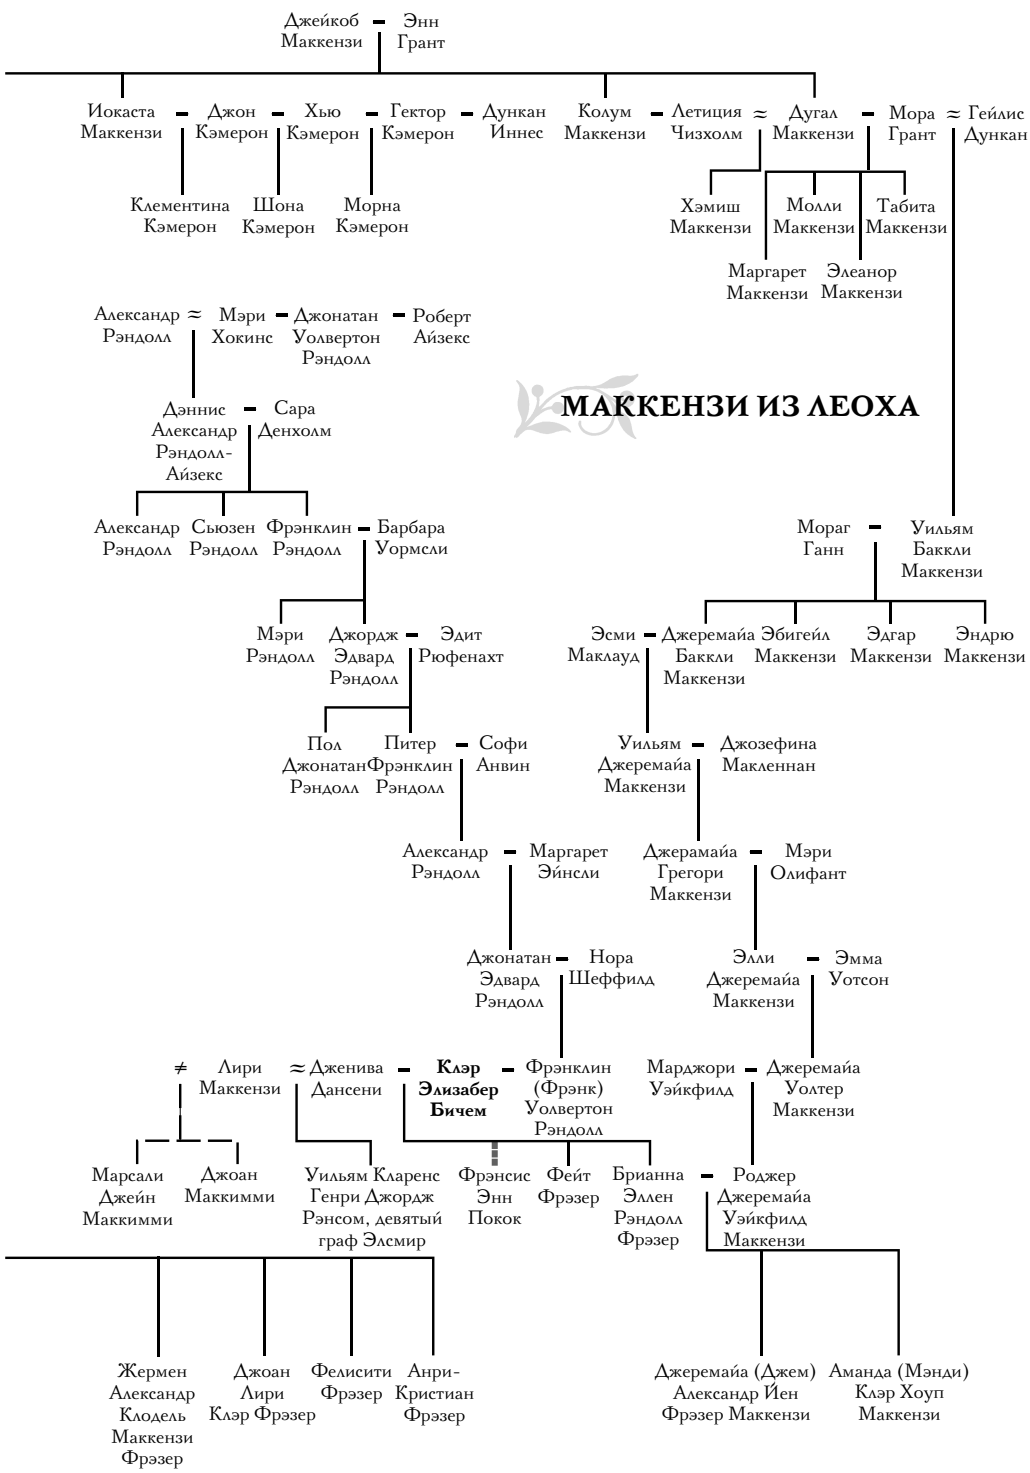 Джейкоб – Энн
Маккензи Грант
Иокаста – Джон – Хью – Гектор – Дункан Колум – Летиция ≈ Дугал – Мора ≈ Гейлис
Маккензи Кэмерон Кэмерон Кэмерон Иннес Маккензи Чизхолм Маккензи Грант Дункан
Клементина Шона Морна Хэмиш Молли Табита
Кэмерон Кэмерон Кэмерон Маккензи Маккензи Маккензи
Маргарет Элеанор
Маккензи Маккензи
Александр ≈ Мэри – Джонатан – Роберт
Рэндолл Хокинс Уолвертон Айзекс
Рэндолл
МАККЕНЗИ ИЗ ЛЕОХА
Дэннис – Сара
Александр Денхолм
Рэндолл-
Айзекс
Александр Сьюзен Фрэнклин – Барбара Мораг – Уильям
Рэндолл Рэндолл Рэндолл Уормсли Ганн Баккли
Маккензи
Мэри Джордж – Эдит Эсми – Джеремайа Эбигейл Эдгар Эндрю
Рэндолл Эдвард Рюфенахт Маклауд Баккли Маккензи Маккензи Маккензи
Рэндолл Маккензи
Пол Питер – Софи Уильям – Джозефина
Джонатан Фрэнклин Анвин Джеремайа Макленнан
Рэндолл Рэндолл Маккензи
Александр – Маргарет Джерамайа – Мэри
Рэндолл Эйнсли Грегори Олифант
Маккензи
Джонатан – Нора Элли – Эмма
Эдвард Шеффилд Джеремайа Уотсон
Рэндолл Маккензи
≠ Лири ≈ Дженива – Клэр – Фрэнклин Марджори – Джеремайа
Маккензи Дансени Элизабер (Фрэнк) Уэйкфилд Уолтер
Бичем Уолвертон Маккензи
Рэндолл
Марсали Джоан Уильям Кларенс Фрэнсис Фейт Брианна – Роджер
Джейн Маккимми Генри Джордж Энн Фрэзер Эллен Джеремайа
Маккимми Рэнсом, девятый Покок Рэндолл Уэйкфилд
граф Элсмир Фрэзер Маккензи
Жермен Джоан Фелисити Анри- Джеремайа (Джем) Аманда (Мэнди)
Александр Лири Фрэзер Кристиан Александр Йен Клэр Хоуп
Клодель Клэр Фрэзер Фрэзер Фрэзер Маккензи Маккензи
Маккензи
Фрэзер